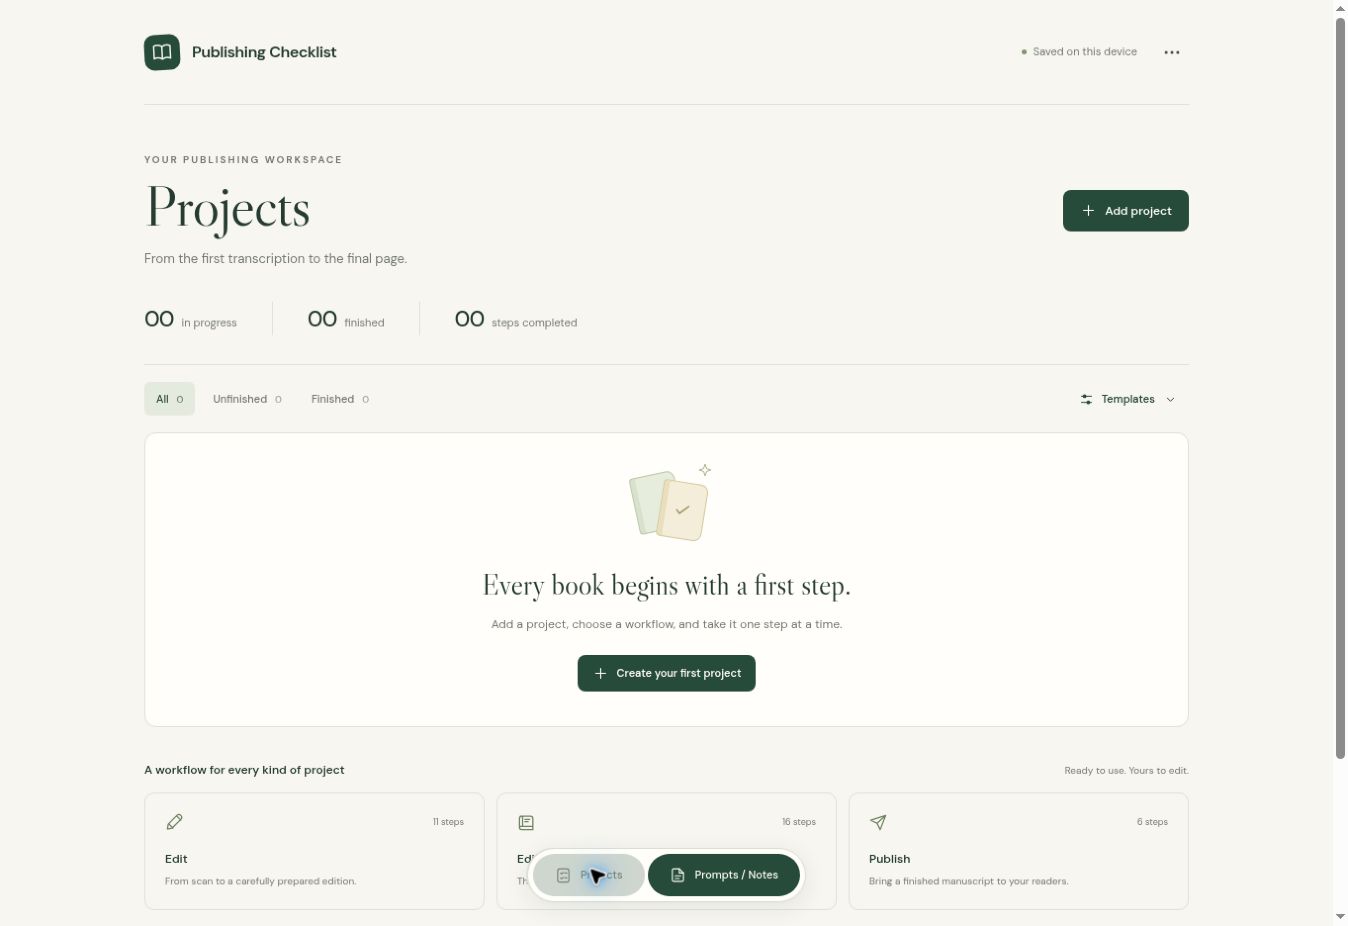 Publishing Checklist
Saved on this device
YOUR PUBLISHING WORKSPACE
Projects
Add project
From the first transcription to the final page.
00 in progress
00 finished
00 steps completed
All 0
Unfinished 0
Finished 0
Templates
Every book begins with a first step.
Add a project, choose a workflow, and take it one step at a time.
Create your first project
A workflow for every kind of project
Ready to use. Yours to edit.
11 steps
Edit
From scan to a carefully prepared edition.
16 steps
6 steps
Publish
Bring a finished manuscript to your readers.
Prompts / Notes